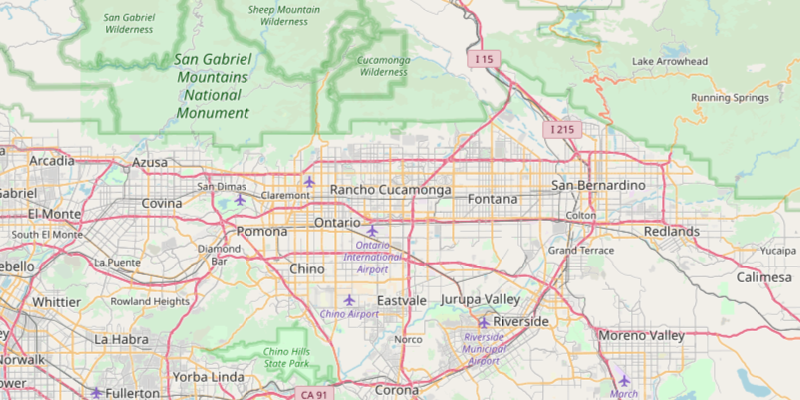 San Gabriel
Wilderness
Sheep Mountain
Wilderness
San Gabriel
Mountains
National
Monument
Cucamonga
Wilderness
I 15
Lake Arrowhead
Running Springs
I 215
a
Arcadia
Azusa
San Dimas
Claremont
Rancho Cucamonga
San Bernardino
Gabriel
Covina
Fontana
El Monte
Ontario
Colton
South El Monte
Pomona
Redlands
Diamond
Bar
Ontario
International
Airport
Grand Terrace
Yucaipa
ebello
La Puente
Chino
Calimesa
Whittier
Rowland Heights
Chino Airport
Eastvale
Jurupa Valley
Riverside
ey
La Habra
Norco
Riverside
Municipal
Airport
Moreno Valley
Norwalk
Chino Hills
State Park
Yorba Linda
ower
Fullerton
CA 91
Corona
March